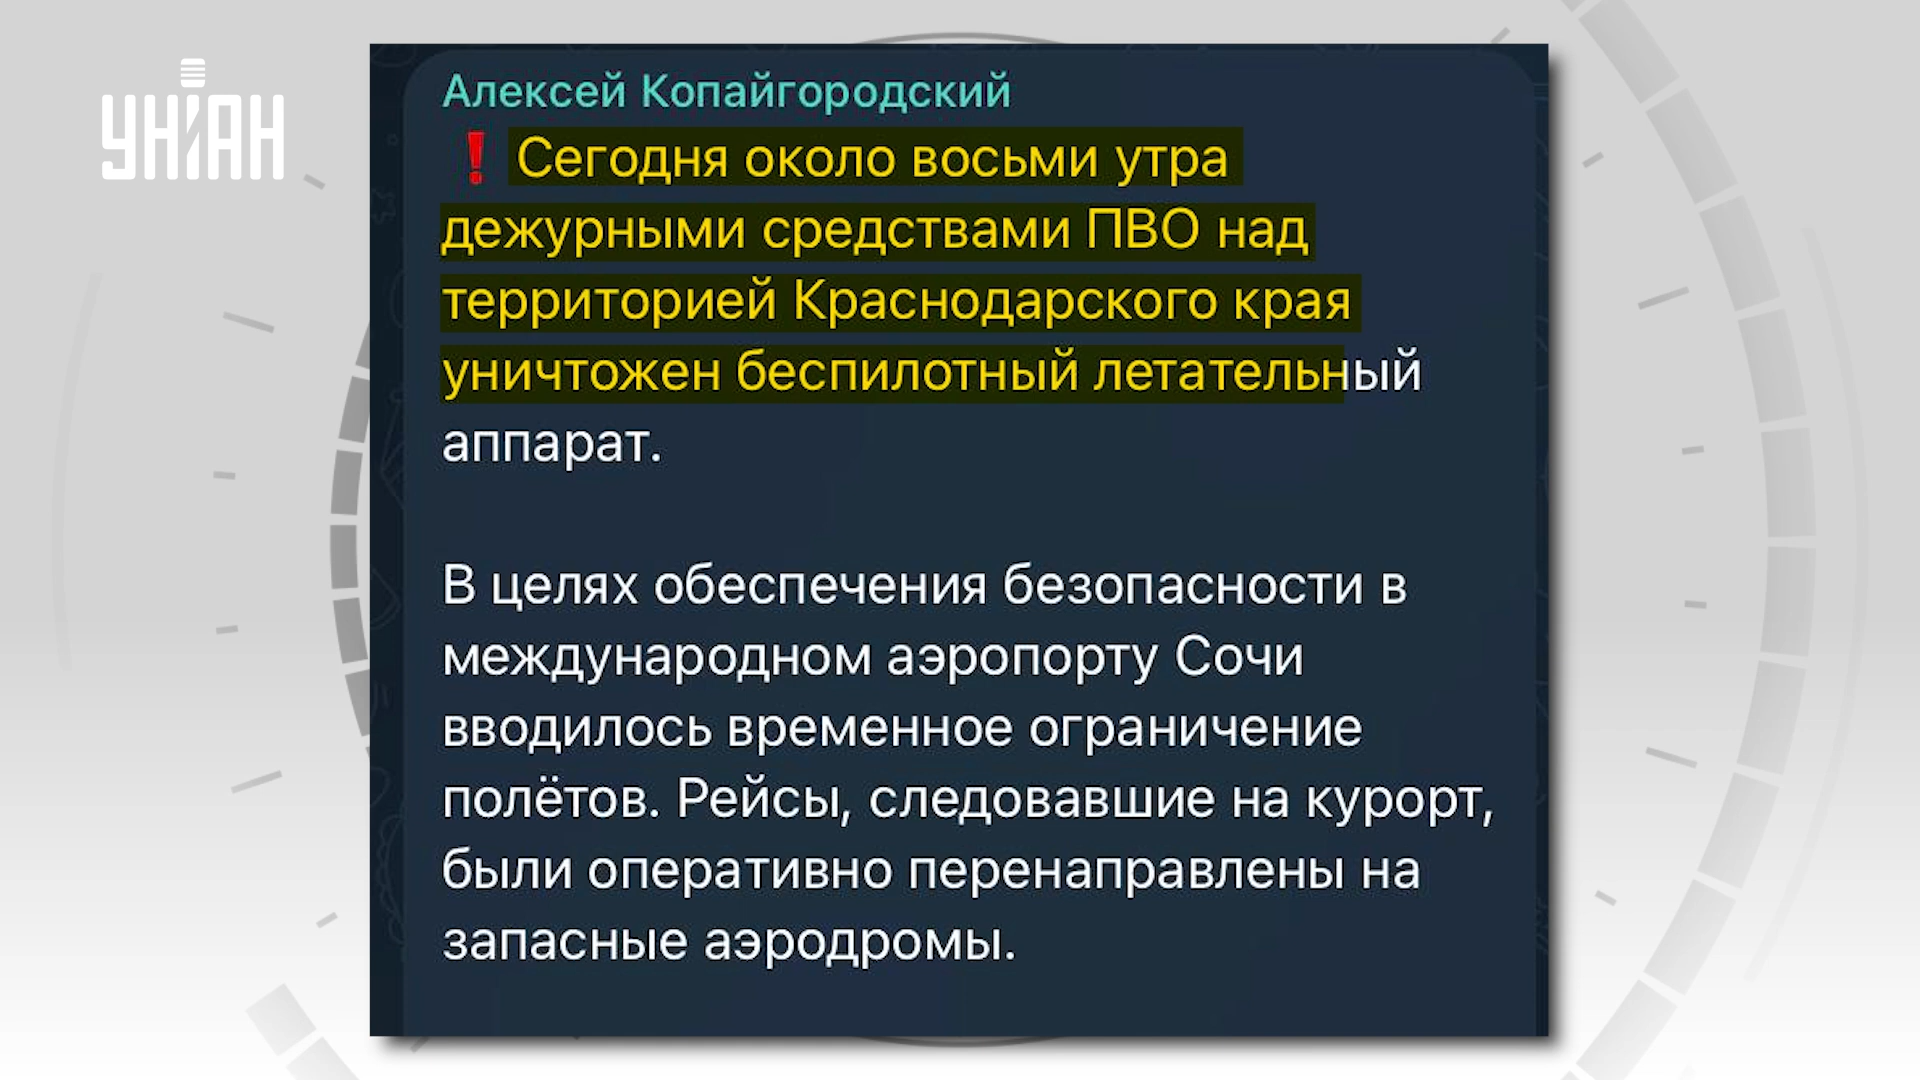 УНІАН
Алексей Копайгородский
❗ Сегодня около восьми утра
дежурными средствами ПВО над
территорией Краснодарского края
уничтожен беспилотный летательный
аппарат.
В целях обеспечения безопасности в
международном аэропорту Сочи
вводилось временное ограничение
полётов. Рейсы, следовавшие на курорт,
были оперативно перенаправлены на
запасные аэродромы.